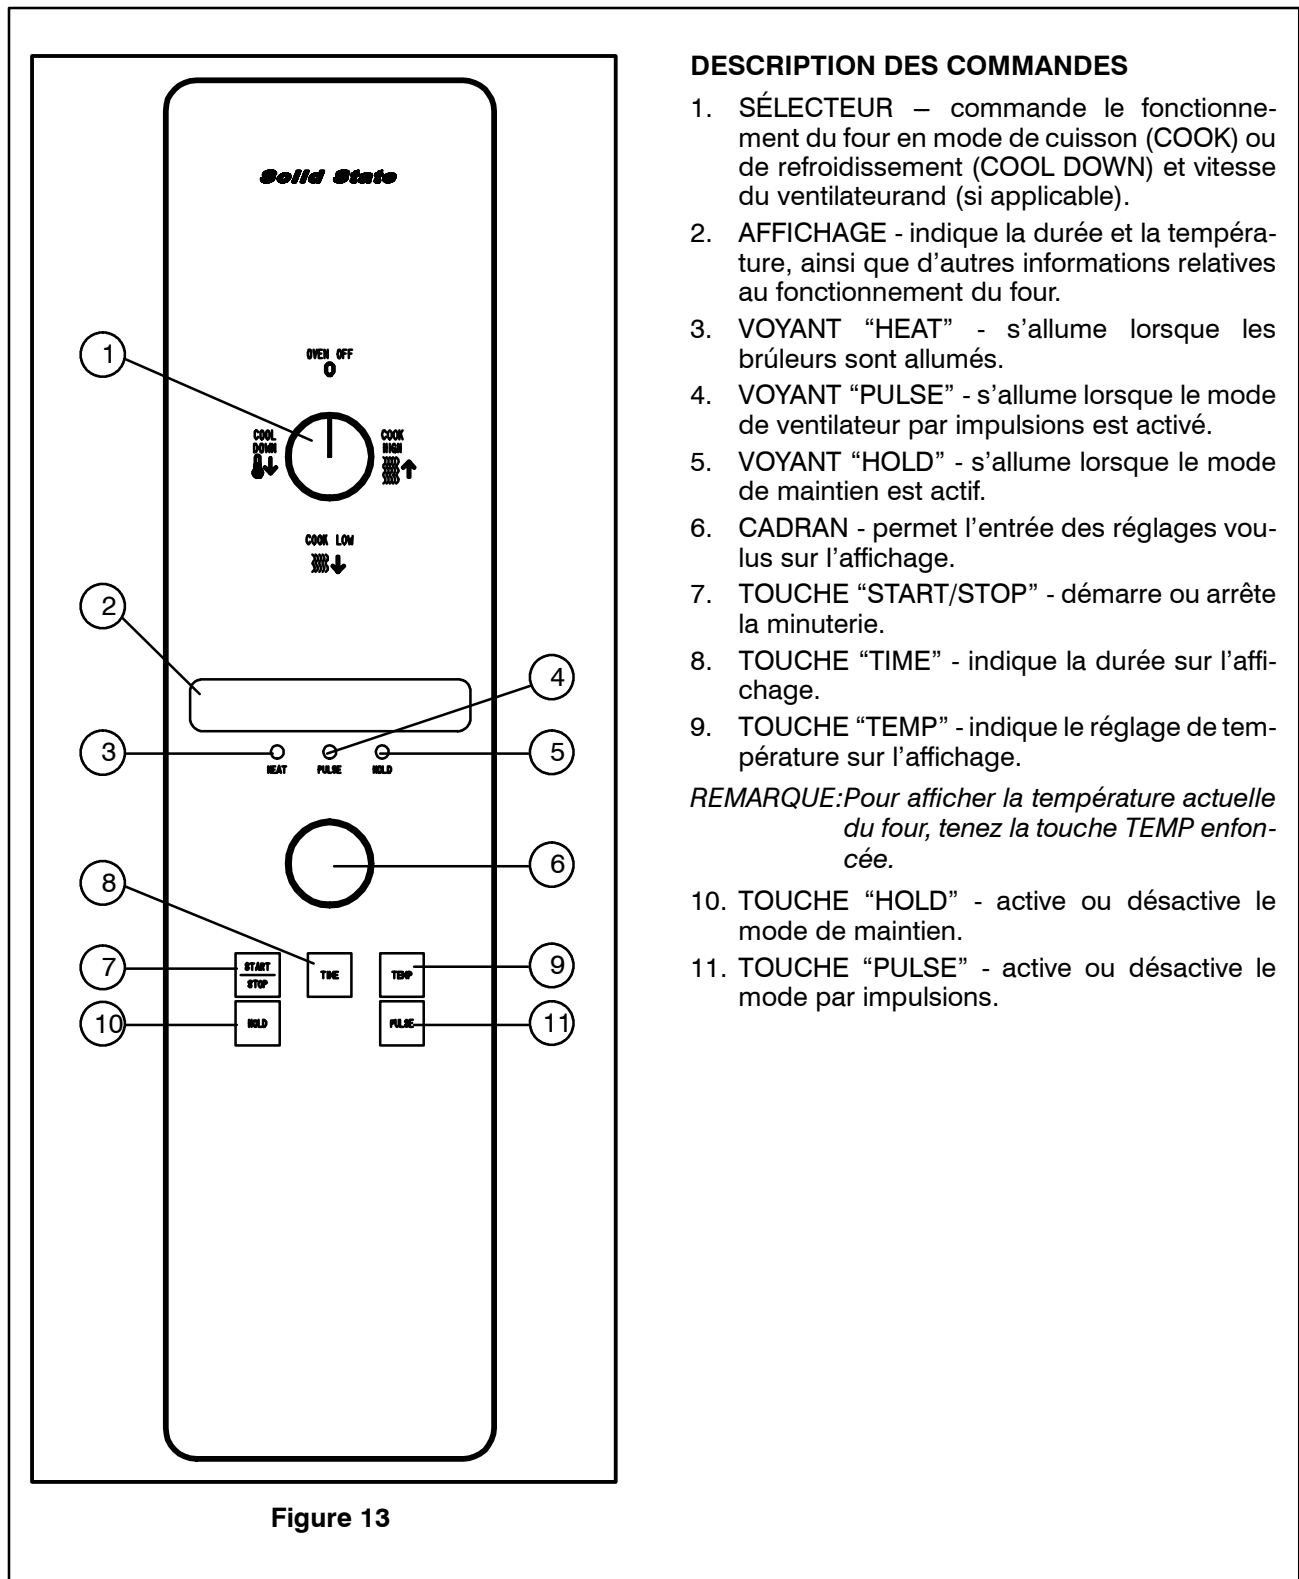 Solid State
1
OVEN OFF
0
COOL
DOWN
COOK
HIGH
COOK LOW
2
4
3
HEAT
PULSE
HOLD
5
6
8
7
START
STOP
TIME
TEMP
9
10
HOLD
PULSE
11
Figure 13
DESCRIPTION DES COMMANDES
1. SÉLECTEUR – commande le fonctionne-
ment du four en mode de cuisson (COOK) ou
de refroidissement (COOL DOWN) et vitesse
du ventilateurand (si applicable).
2. AFFICHAGE - indique la durée et la tempéra-
ture, ainsi que d’autres informations relatives
au fonctionnement du four.
3. VOYANT “HEAT” - s’allume lorsque les
brúleurs sont allumés.
4. VOYANT “PULSE” - s’allume lorsque le mode
de ventilateur par impulsions est activé.
5. VOYANT “HOLD” - s’allume lorsque le mode
de maintien est actif.
6. CADRAN - permet l’entrée des réglages vou-
lus sur l’affichage.
7. TOUCHE “START/STOP” - démarre ou arrête
la minuterie.
8. TOUCHE “TIME” - indique la durée sur l’affi-
chage.
9. TOUCHE “TEMP” - indique le réglage de tem-
pérature sur l’affichage.
REMARQUE:Pour afficher la température actuelle
du four, tenez la touche TEMP enfon-
cée.
10. TOUCHE “HOLD” - active ou désactive le
mode de maintien.
11. TOUCHE “PULSE” - active ou désactive le
mode par impulsions.